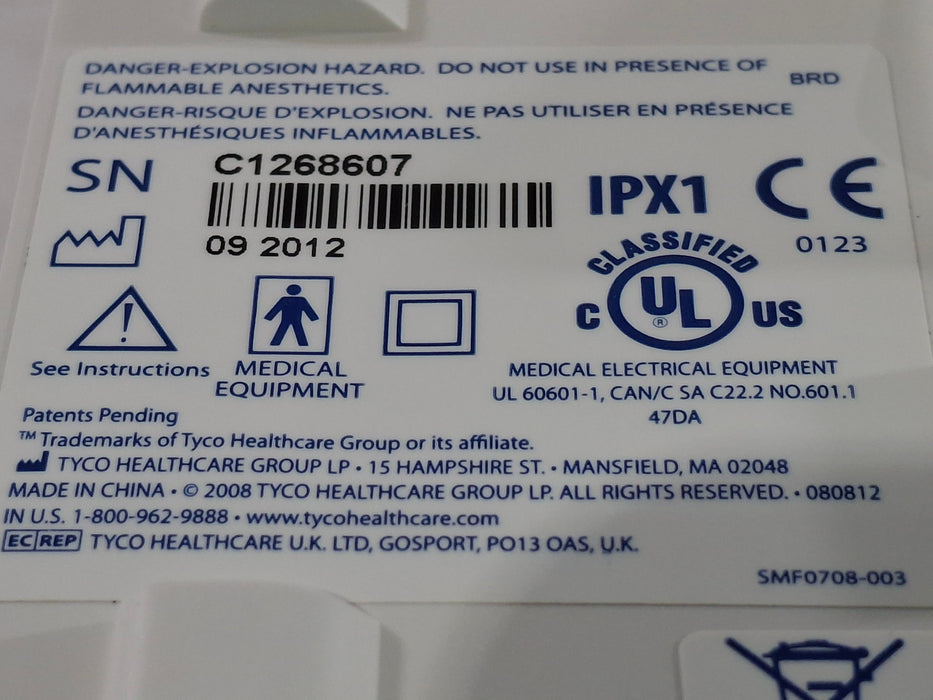 DANGER-EXPLOSION HAZARD. DO NOT USE IN PRESENCE OF
FLAMMABLE ANESTHETICS.
BRD
DANGER-RISQUE D'EXPLOSION. NE PAS UTILISER EN PRÉSENCE
D'ANESTHÉSIQUES INFLAMMABLES.
SN
C1268607
09 2012
IPX1
CE
0123
CLASSIFIED
C UL US
®
See Instructions
MEDICAL
EQUIPMENT
MEDICAL ELECTRICAL EQUIPMENT
UL 60601-1, CAN/C SA C22.2 NO.601.1
47DA
Patents Pending
™ Trademarks of Tyco Healthcare Group or its affiliate.
TYCO HEALTHCARE GROUP LP • 15 HAMPSHIRE ST. • MANSFIELD, MA 02048
MADE IN CHINA • © 2008 TYCO HEALTHCARE GROUP LP. ALL RIGHTS RESERVED. • 080812
IN U.S. 1-800-962-9888 • www.tycohealthcare.com
EC REP TYCO HEALTHCARE U.K. LTD, GOSPORT, PO13 OAS, U.K.
SMF0708-003